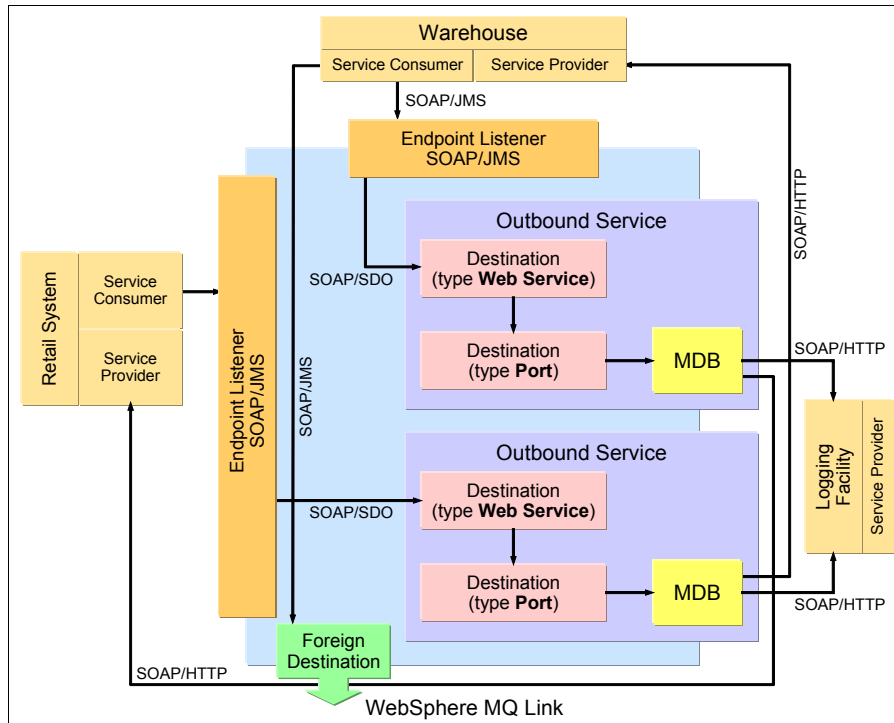 Warehouse
Service Consumer
Service Provider
SOAP/JMS
Endpoint Listener
SOAP/JMS
SOAP/HTTP
Outbound Service
Destination
(type Web Service)
SOAP/SDO
Destination
(type Port)
MDB
SOAP/HTTP
Retail System
Service
Consumer
Service
Provider
Endpoint Listener
SOAP/JMS
SOAP/JMS
Logging
Facility
Service Provider
Outbound Service
Destination
(type Web Service)
SOAP/SDO
Destination
(type Port)
MDB
SOAP/HTTP
Foreign
Destination
SOAP/HTTP
WebSphere MQ Link